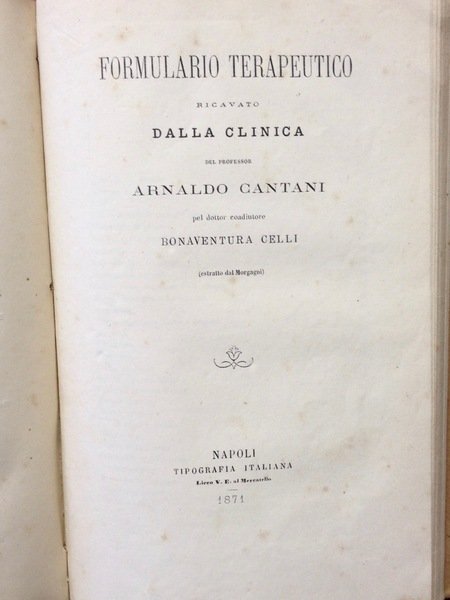 FORMULARIO TERAPEUTICO
RICAVATO
DALLA CLINICA
DEL PROFESSOR
ARNALDO CANTANI
pel dottor coadiutore
BONAVENTURA CELLI
(estratto dal Morgagni)
NAPOLI
TIPOGRAFIA ITALIANA
Liceo V. E. al Mercatello
1871